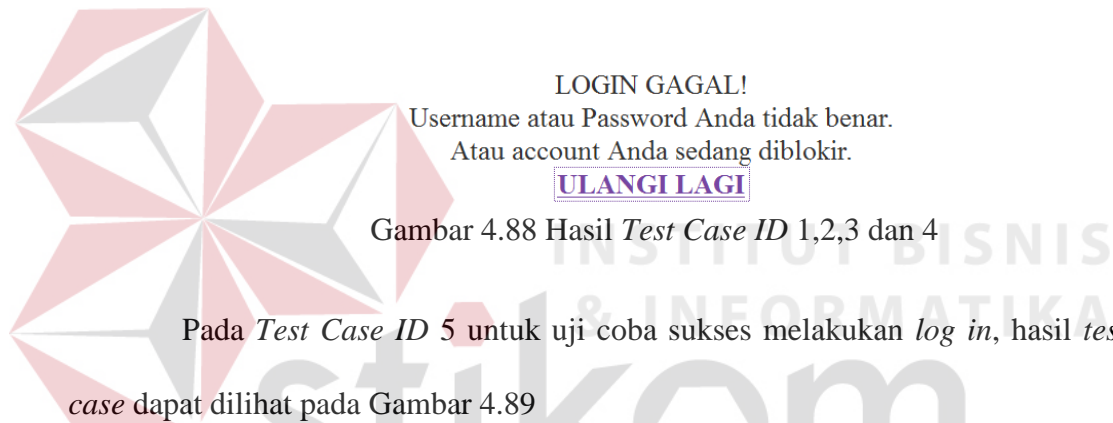 LOGIN GAGAL!
Username atau Password Anda tidak benar.
Atau account Anda sedang diblokir.
ULANGI LAGI
Gambar 4.88 Hasil Test Case ID 1,2,3 dan 4
INSTITUT BISNIS
& INFORMATIKA
Pada Test Case ID 5 untuk uji coba sukses melakukan log in, hasil tes
case dapat dilihat pada Gambar 4.89
stikom